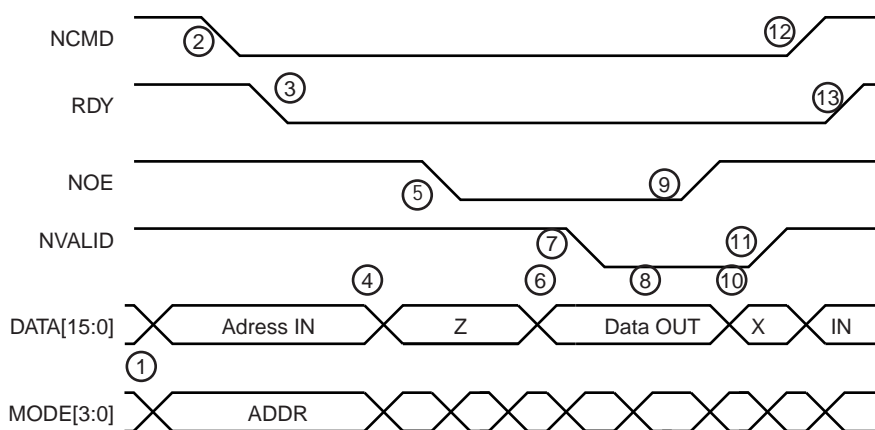 NCMD
2
12
RDY
3
13
NOE
5
9
NVALID
7
11
4
6
8
10
DATA[15:0]
Adress IN
Z
Data OUT
X
IN
1
MODE[3:0]
ADDR